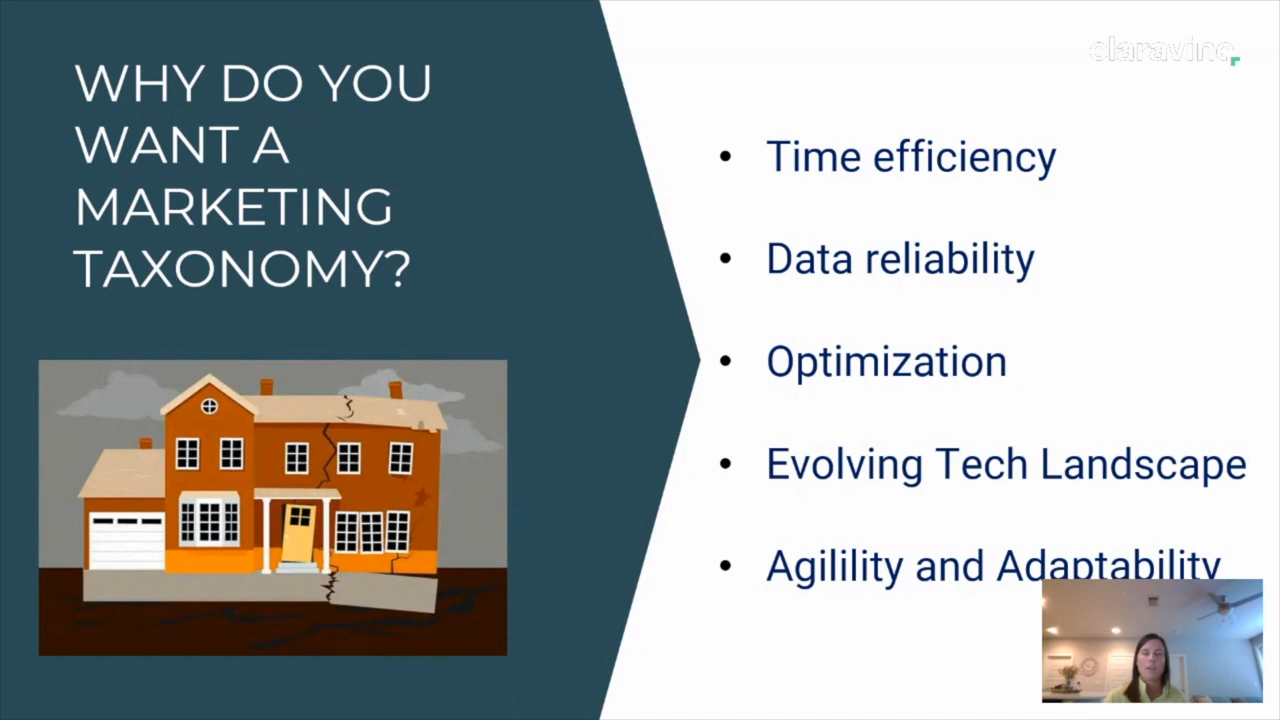 WHY DO YOU
WANT A
MARKETING
TAXONOMY?
claravine
• Time efficiency
• Data reliability
• Optimization
• Evolving Tech Landscape
• Agilility and Adaptability